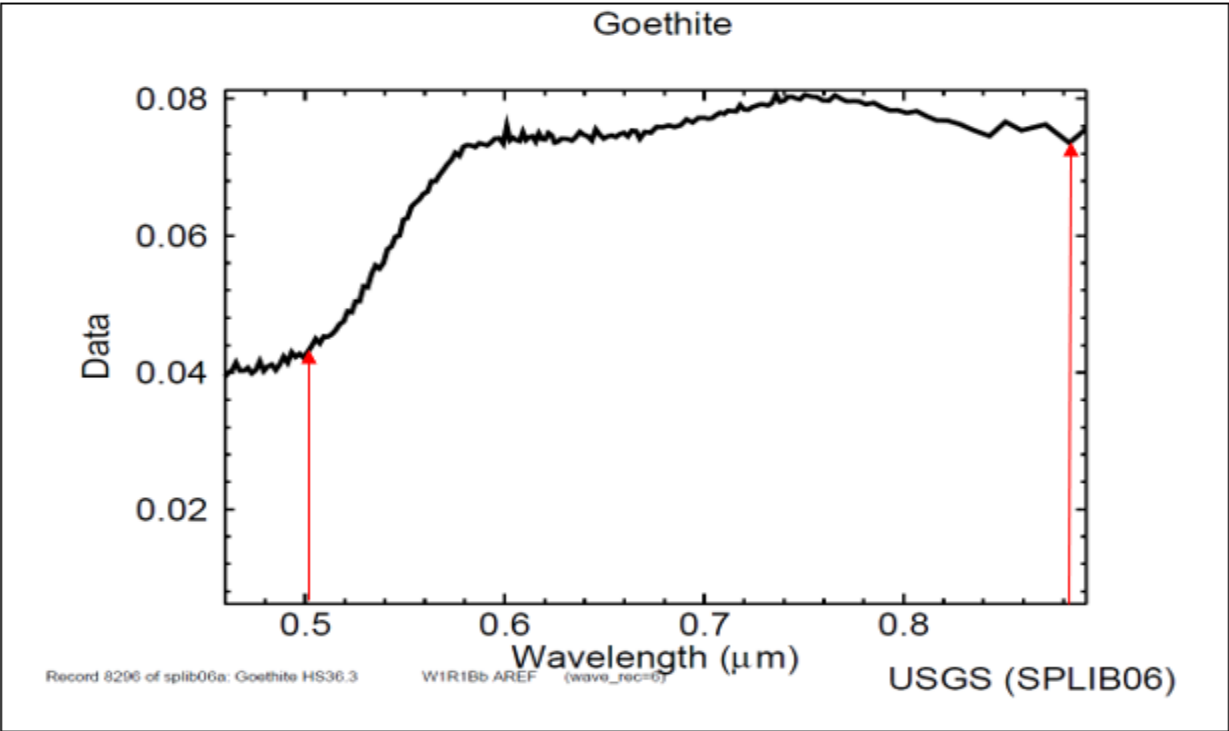 Goethite
0.08
0.06
0.04
0.02
Data
0.5 0.6 0.7 0.8
Wavelength (μm)
Record 8296 of splib06a: Goethite HS36.3 W1R1Bb AREF (wave_rec=6)
USGS (SPLIB06)